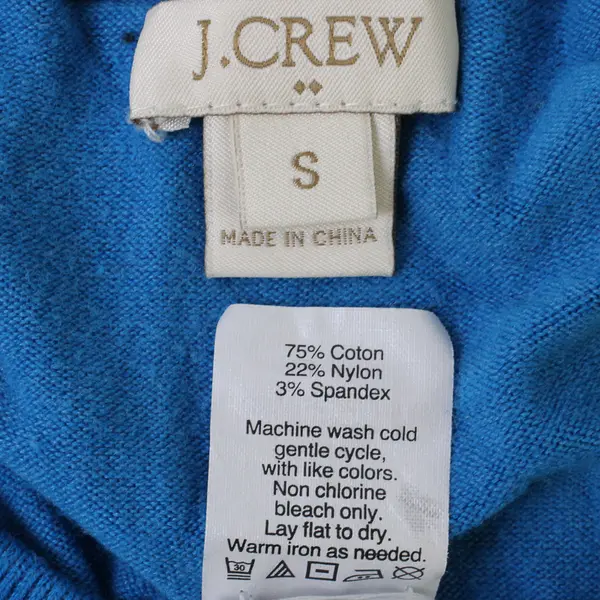 J.CREW
S
MADE IN CHINA
75% Coton
22% Nylon
3% Spandex
Machine wash cold
gentle cycle,
with like colors.
Non chlorine
bleach only.
Lay flat to dry.
Warm iron as needed.
30